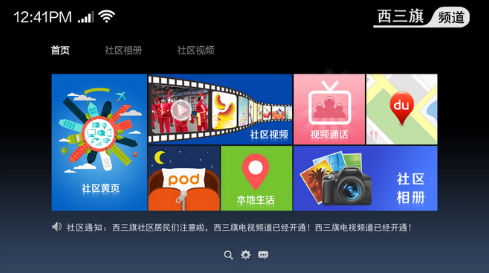 12:41PM
西三旗 频道
首页 社区相册 社区视频
社区视频
视频通话
du
社区黄页
pod
本地生活
社区
相册
社区通知：西三旗社区居民们注意啦，西三旗电视频道已经开通！西三旗电视频道已经开通！